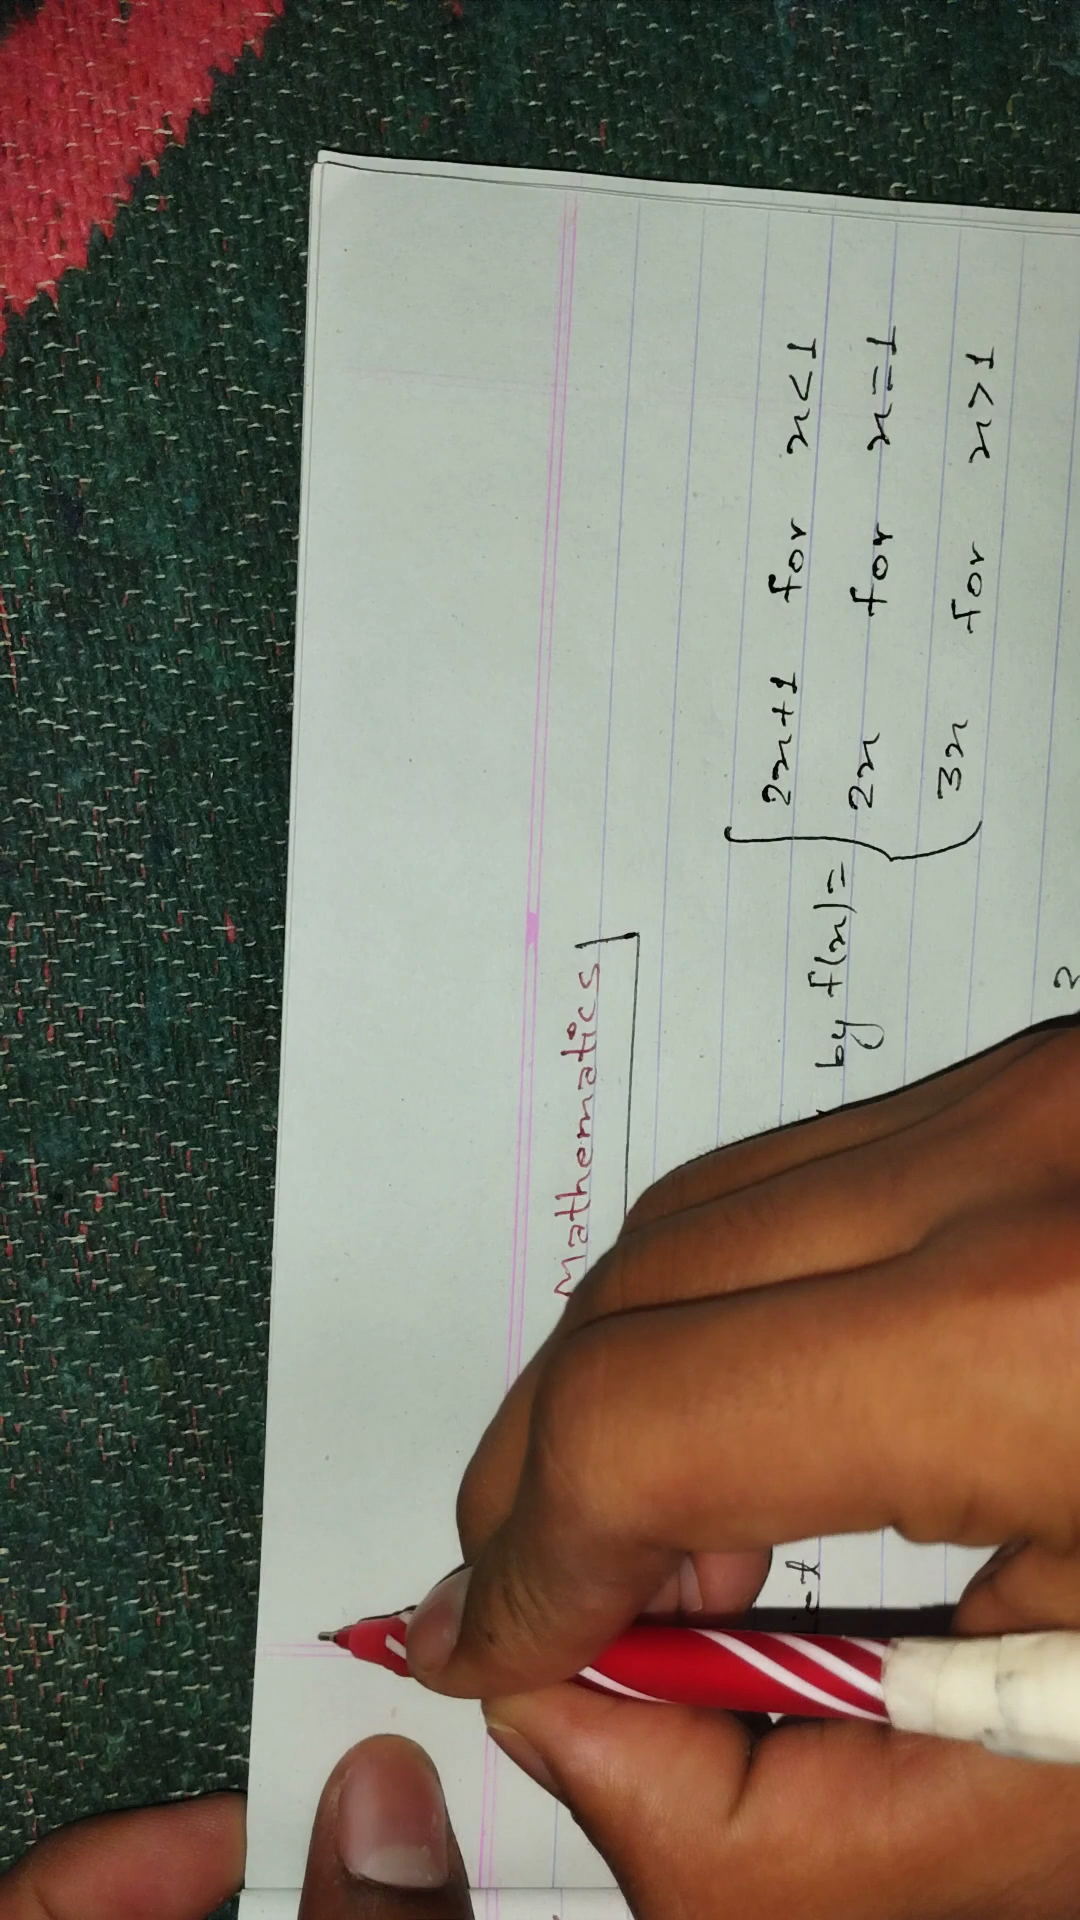 Mathematics
2x+1 for x<1
by f(x)= 2x for x=1
3x for x>1